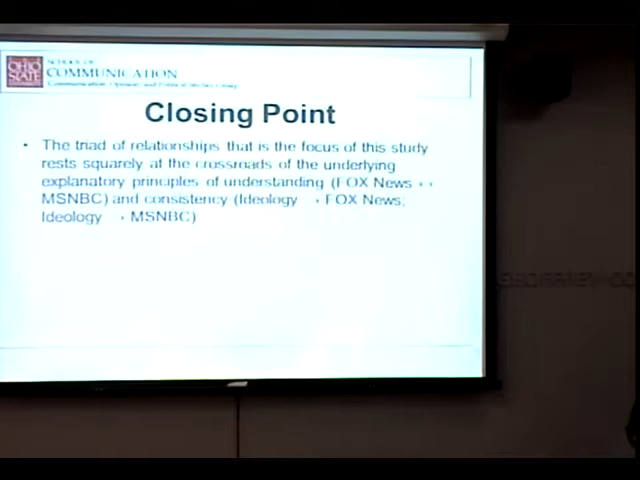 OHIO
STATE
SCHOOL OF
COMMUNICATION
Closing Point
• The triad of relationships that is the focus of this study
rests squarely at the crossroads of the underlying
explanatory principles of understanding (FOX News ↔
MSNBC) and consistency (Ideology → FOX News,
Ideology → MSNBC)